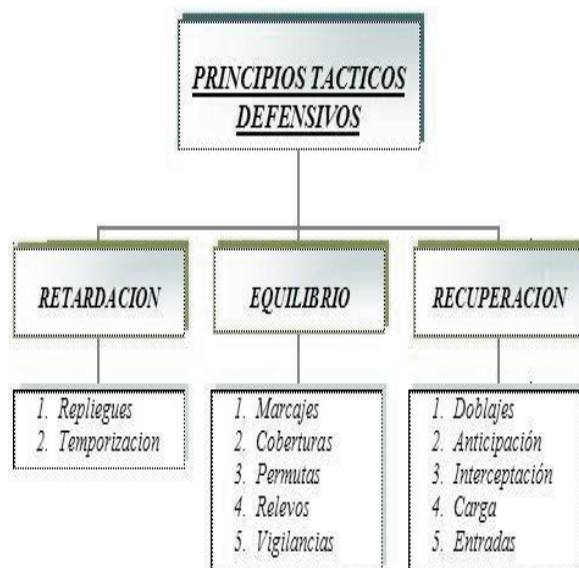 PRINCIPIOS TACTICOS
DEFENSIVOS
RETARDACION
1. Repliegues
2. Temporizacion
EQUILIBRIO
1. Marcajes
2. Coberturas
3. Permutas
4. Relevos
5. Vigilancias
RECUPERACION
1. Doblajes
2. Anticipación
3. Interceptación
4. Carga
5. Entradas